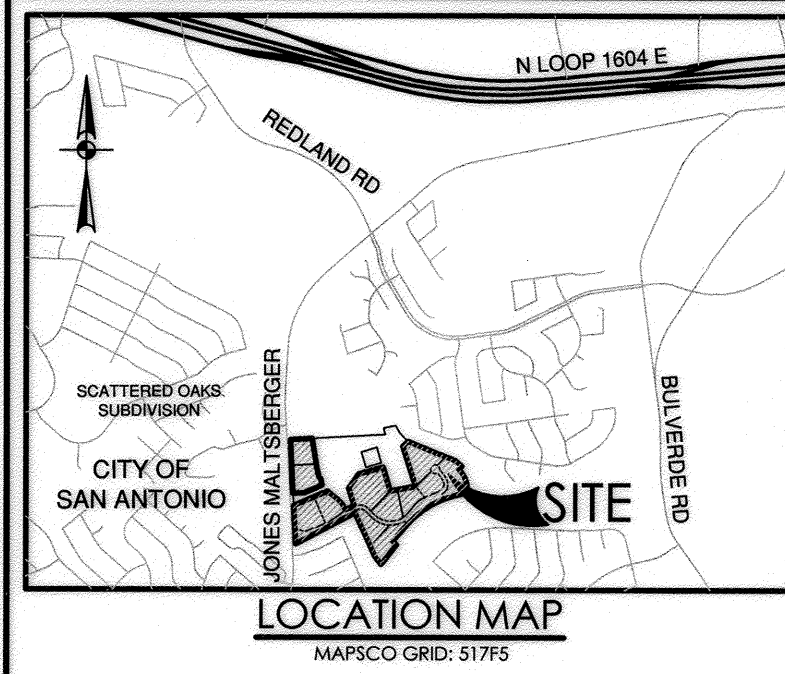 N LOOP 1604 E
REDLAND RD
JONES MALTSBERGER
SCATTERED OAKS
SUBDIVISION
BULVERDE RD
CITY OF
SAN ANTONIO
SITE
LOCATION MAP
MAPSCO GRID: 517F5